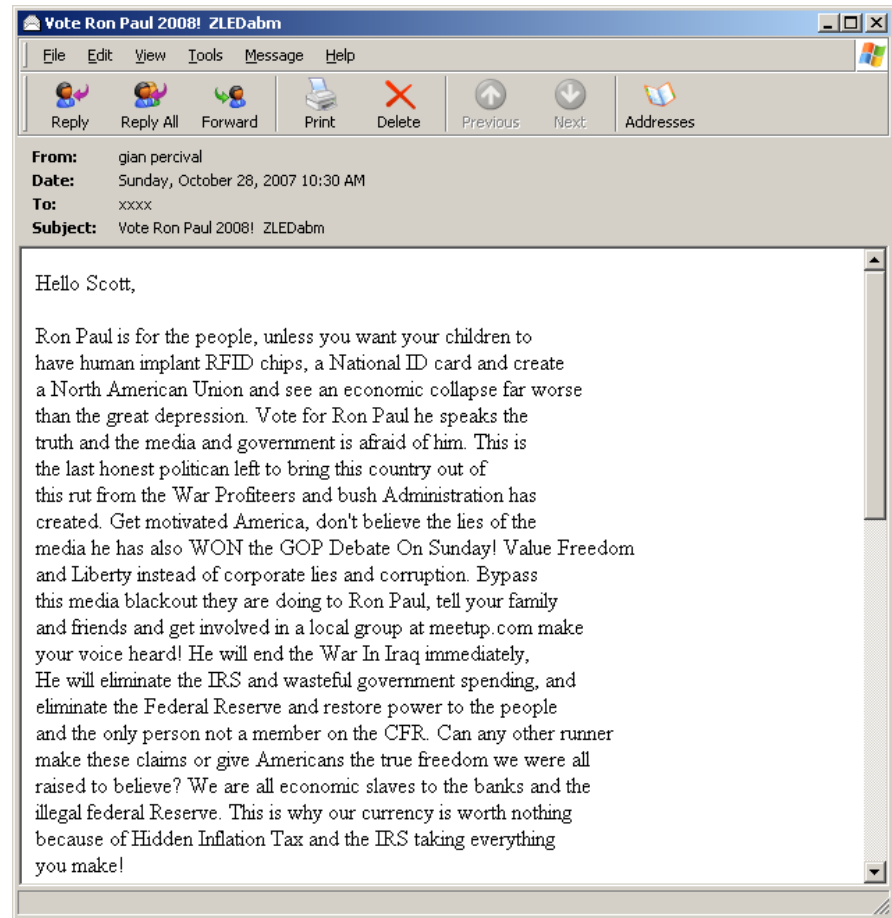 Vote Ron Paul 2008!  ZLEDabm
File Edit View Tools Message Help
Reply Reply All Forward Print Delete Previous Next Addresses
From: gian percival
Date: Sunday, October 28, 2007 10:30 AM
To: xxxx
Subject: Vote Ron Paul 2008!  ZLEDabm
Hello Scott,
Ron Paul is for the people, unless you want your children to
have human implant RFID chips, a National ID card and create
a North American Union and see an economic collapse far worse
than the great depression. Vote for Ron Paul he speaks the
truth and the media and government is afraid of him. This is
the last honest politican left to bring this country out of
this rut from the War Profiteers and bush Administration has
created. Get motivated America, don't believe the lies of the
media he has also WON the GOP Debate On Sunday! Value Freedom
and Liberty instead of corporate lies and corruption. Bypass
this media blackout they are doing to Ron Paul, tell your family
and friends and get involved in a local group at meetup.com make
your voice heard! He will end the War In Iraq immediately,
He will eliminate the IRS and wasteful government spending, and
eliminate the Federal Reserve and restore power to the people
and the only person not a member on the CFR. Can any other runner
make these claims or give Americans the true freedom we were all
raised to believe? We are all economic slaves to the banks and the
illegal federal Reserve. This is why our currency is worth nothing
because of Hidden Inflation Tax and the IRS taking everything
you make!